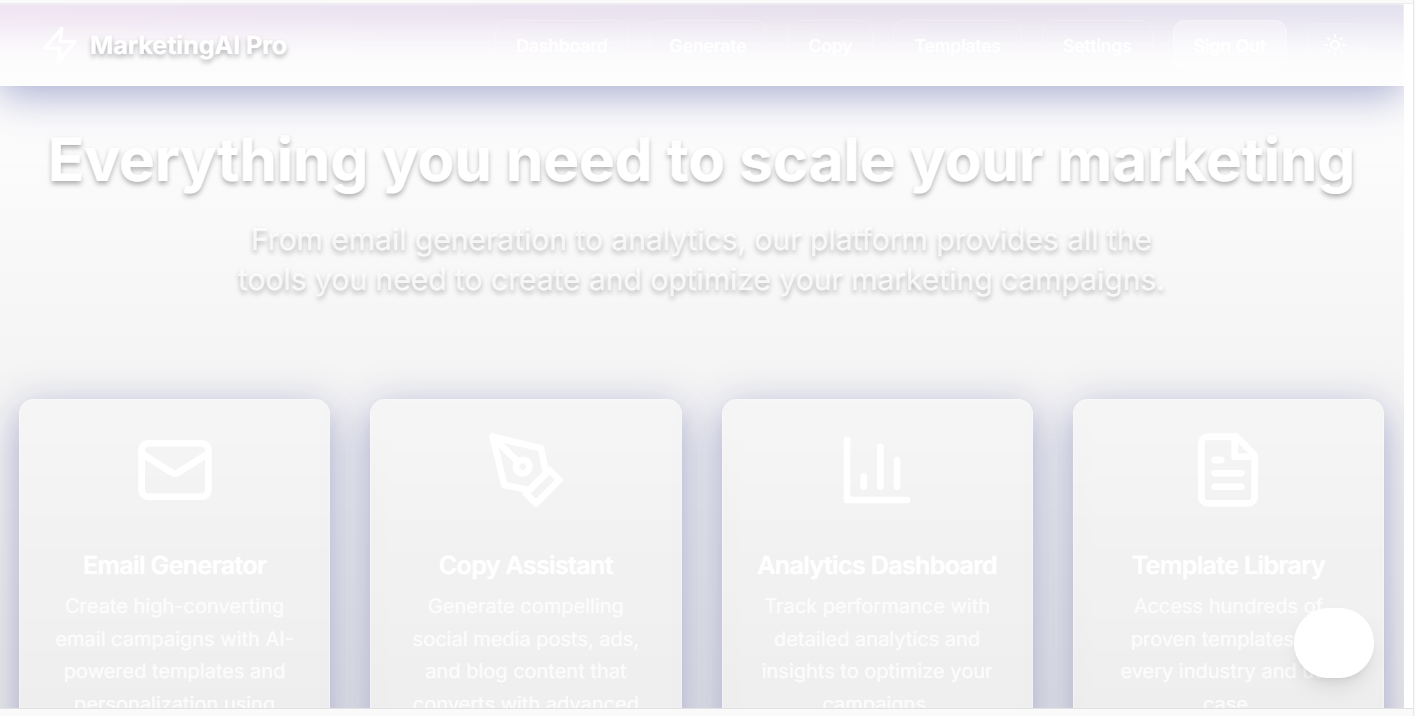 MarketingAI Pro
Dashboard
Generate
Copy
Templates
Settings
Sign Out
Everything you need to scale your marketing
From email generation to analytics, our platform provides all the
tools you need to create and optimize your marketing campaigns.
Email Generator
Create high-converting
email campaigns with AI-
powered templates and
personalization using
Copy Assistant
Generate compelling
social media posts, ads,
and blog content that
converts with advanced
Analytics Dashboard
Track performance with
detailed analytics and
insights to optimize your
campaigns.
Template Library
Access hundreds of
proven templates
every industry and
case.